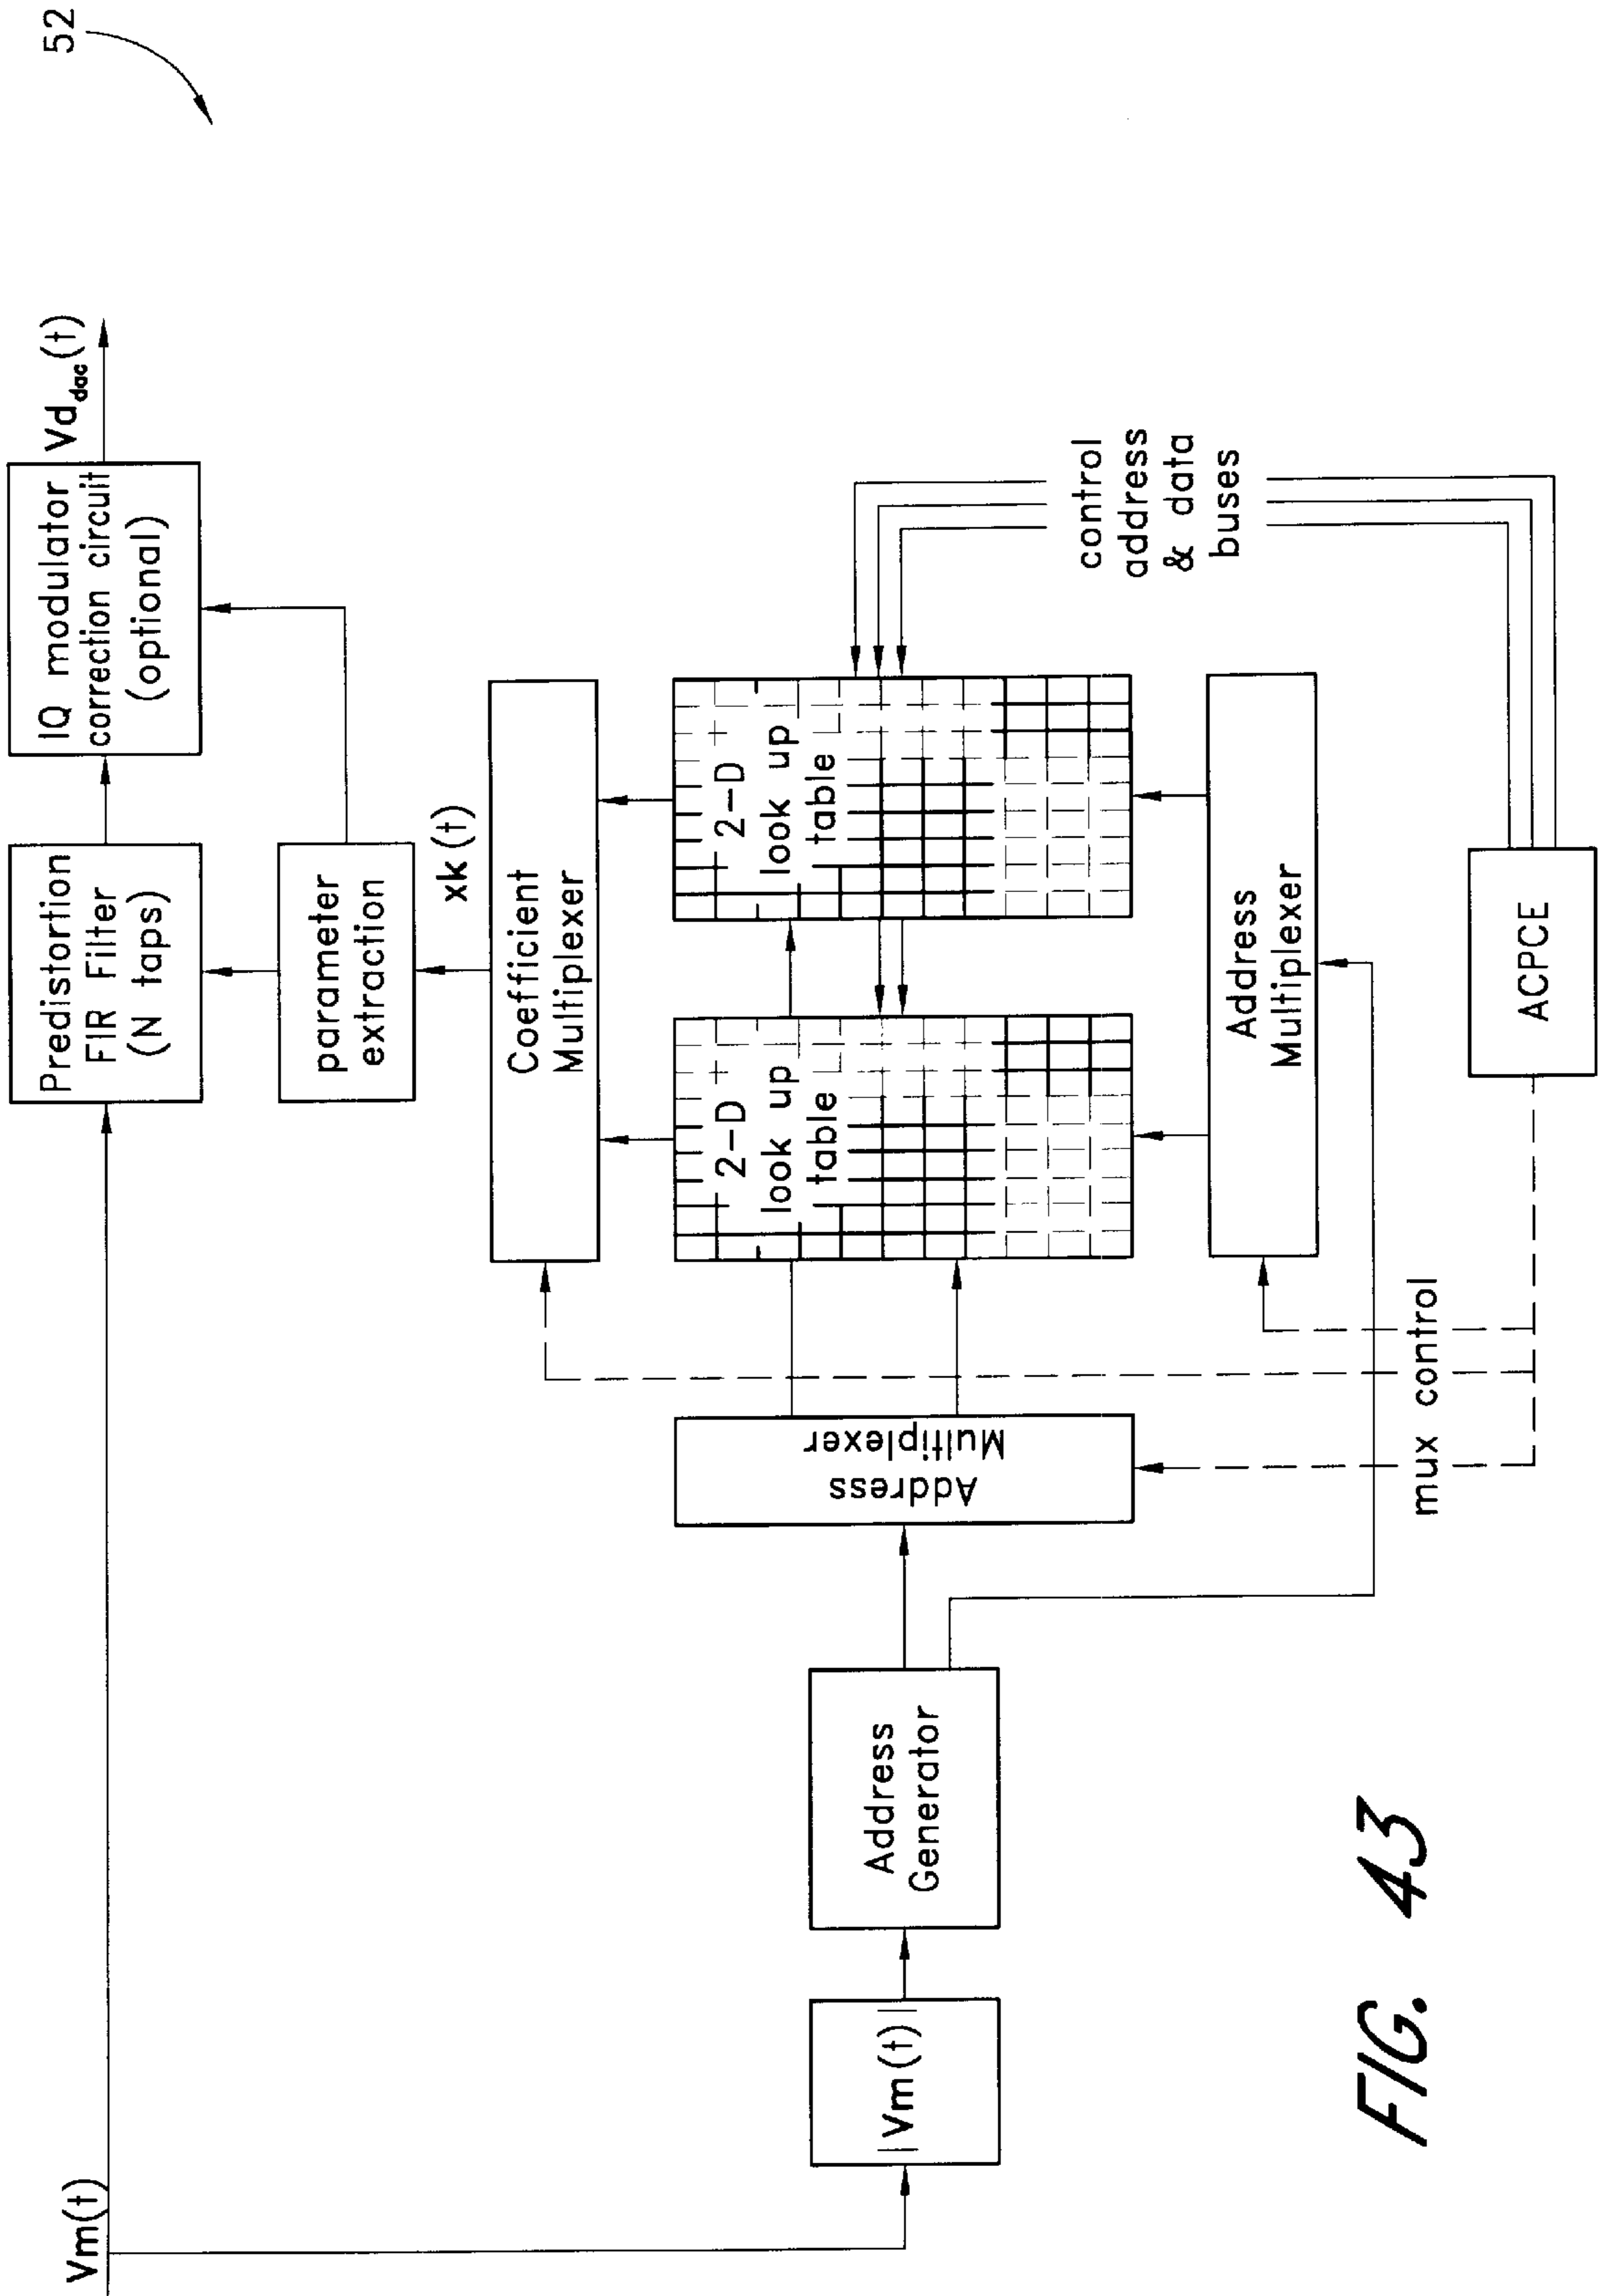 52
Vm(t)
Predistortion
FIR Filter
(N taps)
IQ modulator
correction circuit
(optional)
Vd_dac(t)
parameter
extraction
xk(t)
Coefficient
Multiplexer
2-D
look up
table
2-D
look up
table
control
address
& data
buses
Address
Multiplexer
|Vm(t)|
Address
Generator
Address
Multiplexer
mux control
ACPCE
FIG. 43